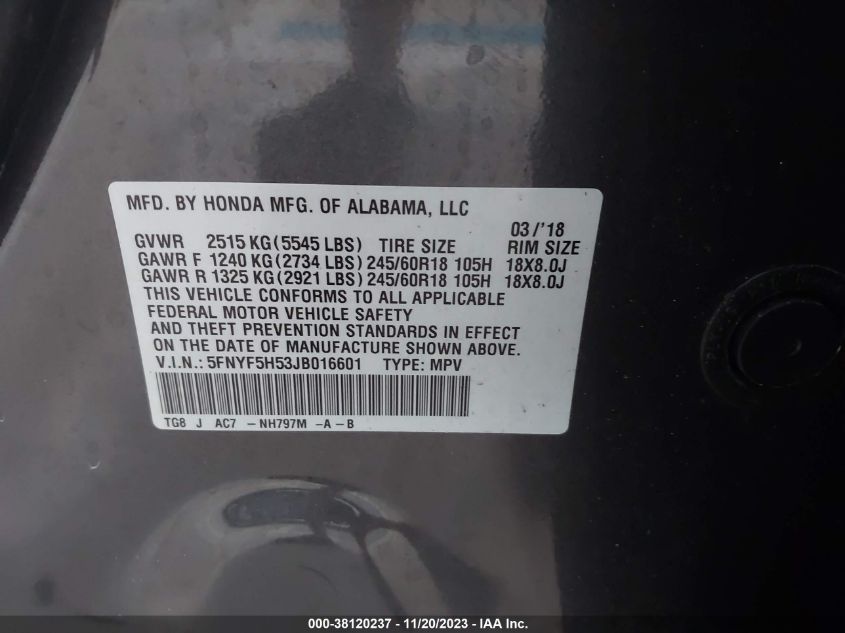 MFD. BY HONDA MFG. OF ALABAMA, LLC
03/'18
GVWR 2515 KG (5545 LBS) TIRE SIZE RIM SIZE
GAWR F 1240 KG (2734 LBS) 245/60R18 105H 18X8.0J
GAWR R 1325 KG (2921 LBS) 245/60R18 105H 18X8.0J
THIS VEHICLE CONFORMS TO ALL APPLICABLE
FEDERAL MOTOR VEHICLE SAFETY
AND THEFT PREVENTION STANDARDS IN EFFECT
ON THE DATE OF MANUFACTURE SHOWN ABOVE.
V.I.N.: 5FNYF5H53JB016601 TYPE: MPV
TG8 J AC7 - NH797M - A - B
000-38120237 - 11/20/2023 - IAA Inc.